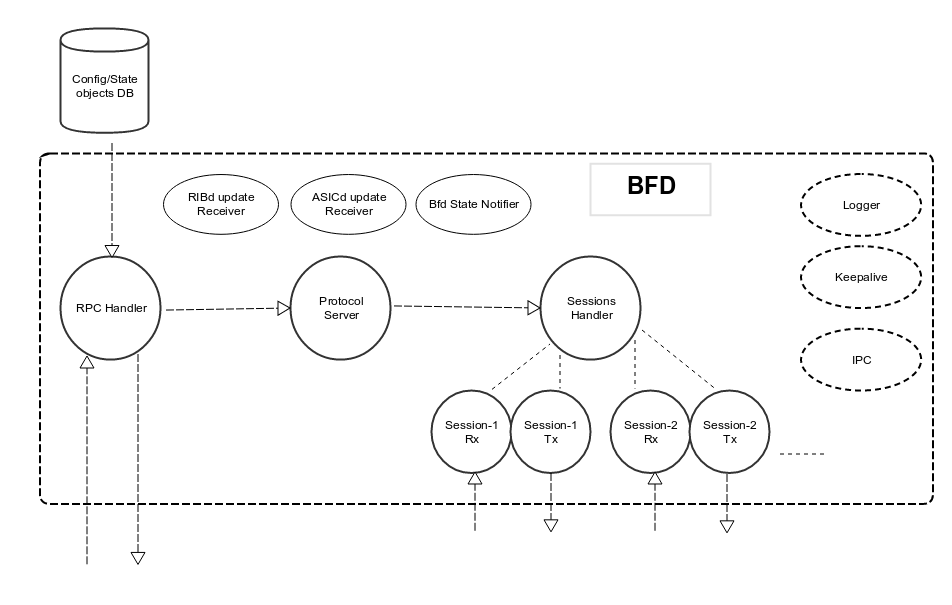 Config/State
objects DB
RIBd update
Receiver
ASICd update
Receiver
Bfd State Notifier
BFD
Logger
Keepalive
RPC Handler
Protocol
Server
Sessions
Handler
IPC
Session-1
Rx
Session-1
Tx
Session-2
Rx
Session-2
Tx